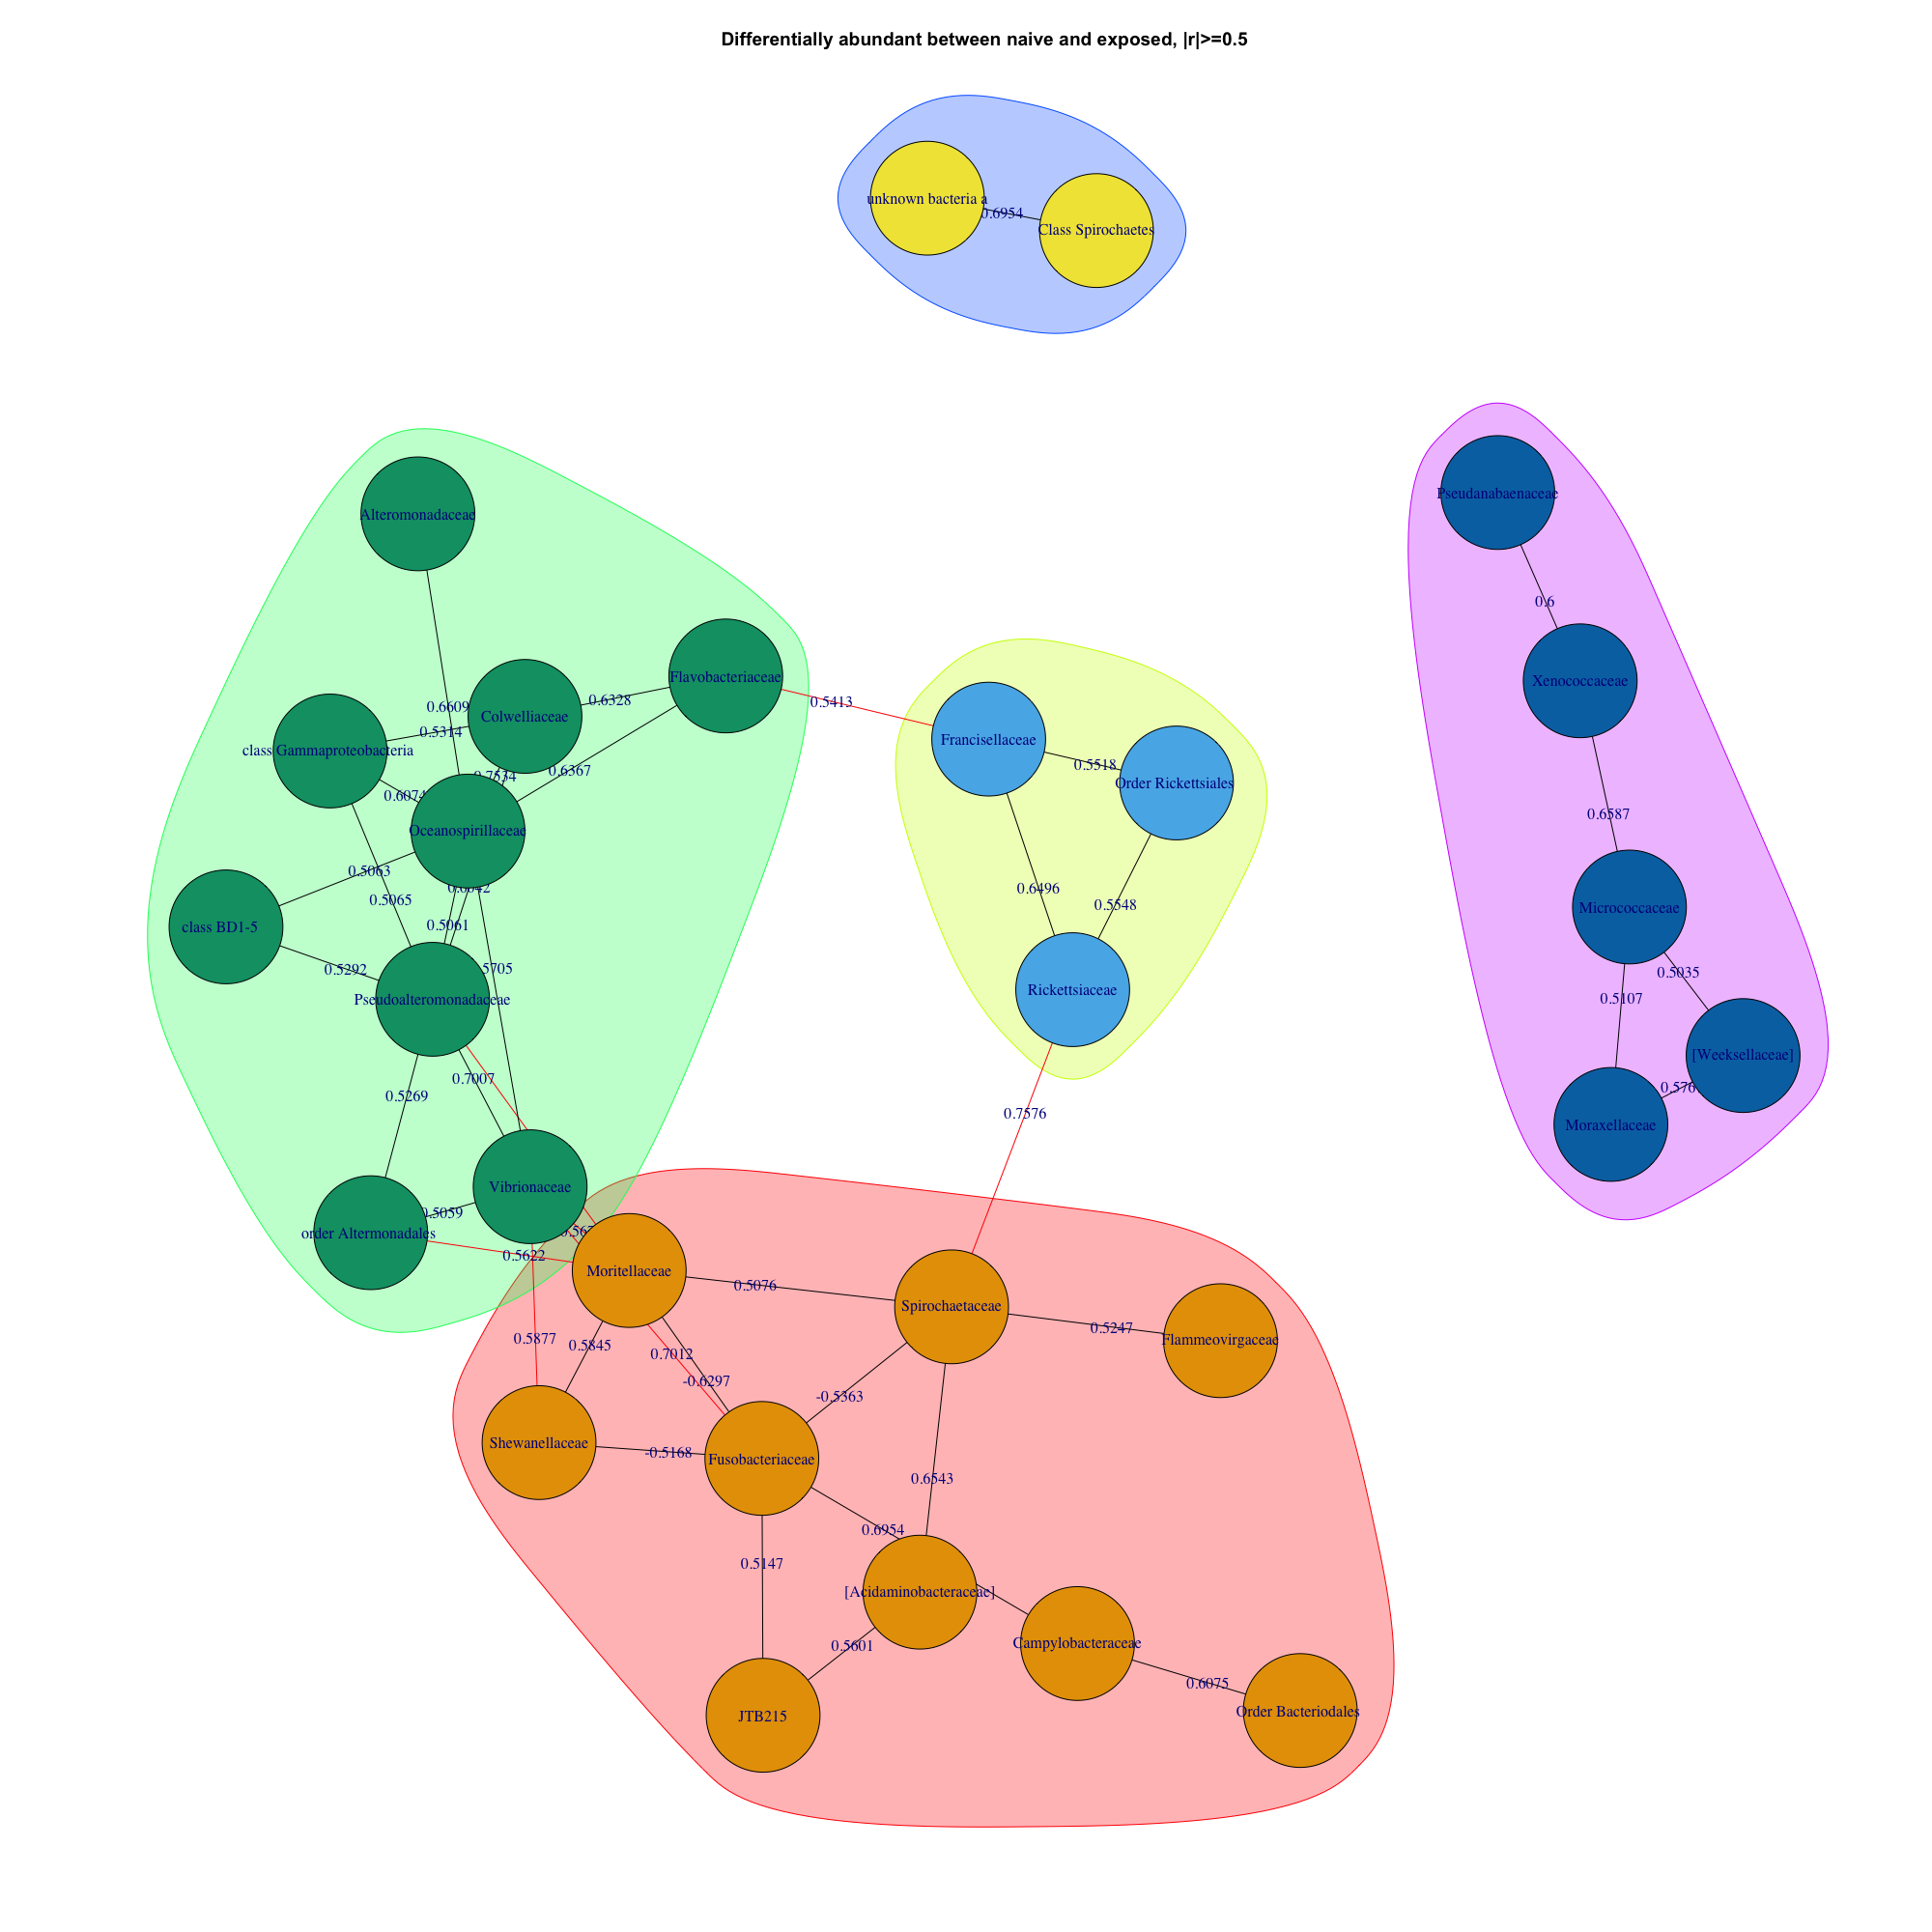 Differentially abundant between naive and exposed, |r|>=0.5
unknown bacteria a
0.6954
Class Spirochaetes
Pseudanabaenaceae
0.6
Xenococcaceae
0.6587
Micrococcaceae
0.5035
0.5107
[Weeksellaceae]
0.576
Moraxellaceae
Alteromonadaceae
Flavobacteriaceae
0.6328
0.6609
Colwelliaceae
0.5314
class Gammaproteobacteria
0.7534
0.6367
0.6074
Oceanospirillaceae
0.5063
0.5065
0.5061
class BD1-5
0.5292
5705
Pseudoalteromonadaceae
0.7007
0.5269
Vibrionaceae
0.5059
order Altermonadales
0.5622
0.5413
Francisellaceae
0.5518
Order Rickettsiales
0.6496
0.5548
Rickettsiaceae
0.7576
Moritellaceae
0.5076
Spirochaetaceae
0.5247
Flammeovirgaceae
0.5877
0.5845
0.7012
-0.6297
-0.5363
Shewanellaceae
-0.5168
Fusobacteriaceae
0.6543
0.6954
0.5147
[Acidaminobacteraceae]
0.5601
Campylobacteraceae
0.6075
JTB215
Order Bacteriodales